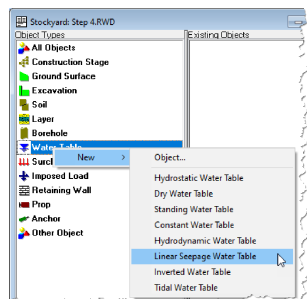 Stockyard: Step 4.RWD
Object Types
Existing Objects
All Objects
Construction Stage
Ground Surface
Excavation
Soil
Layer
Borehole
Water Table
Surcl
Imposed Load
Retaining Wall
Prop
Anchor
Other Object
New
Object...
Hydrostatic Water Table
Dry Water Table
Standing Water Table
Constant Water Table
Hydrodynamic Water Table
Linear Seepage Water Table
Inverted Water Table
Tidal Water Table